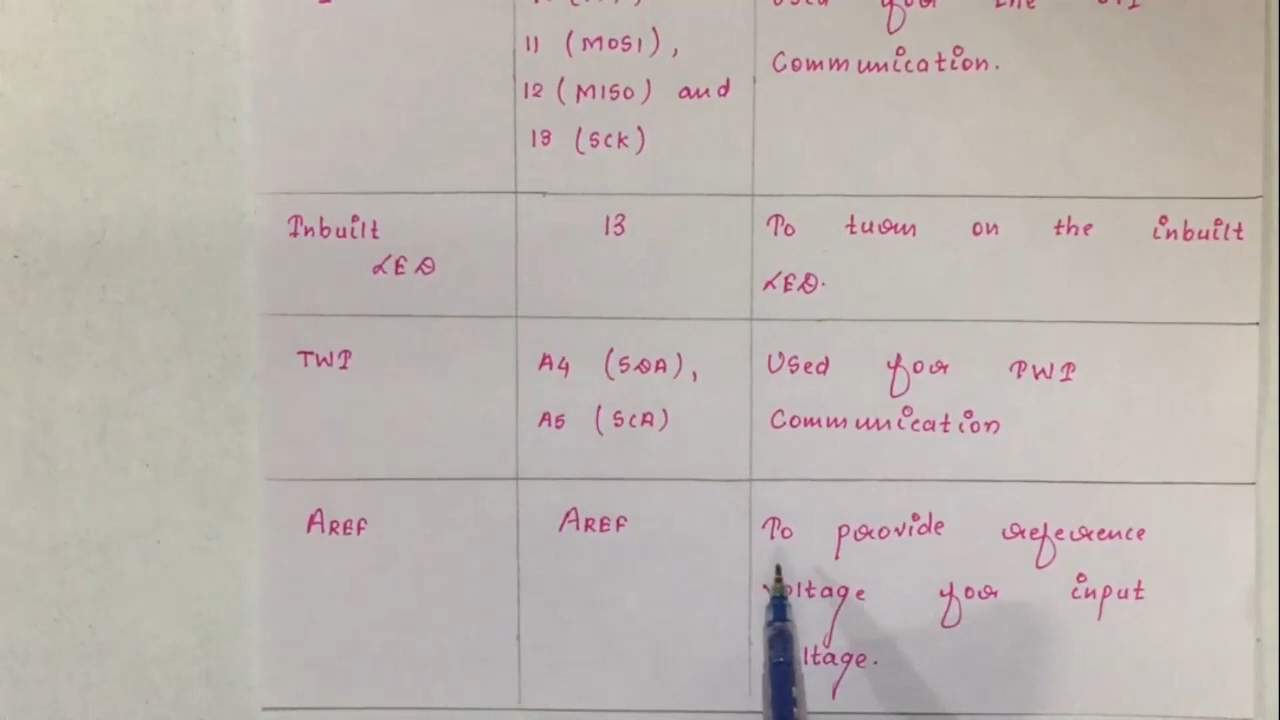 11 (MOSI),
Communication.
12 (MISO) and
13 (SCK)
Inbuilt
LED
13
To turn on the inbuilt
LED.
TWI
A4 (SDA),
A5 (SCA)
Used for TWI
Communication
AREF
AREF
To provide reference
voltage for input